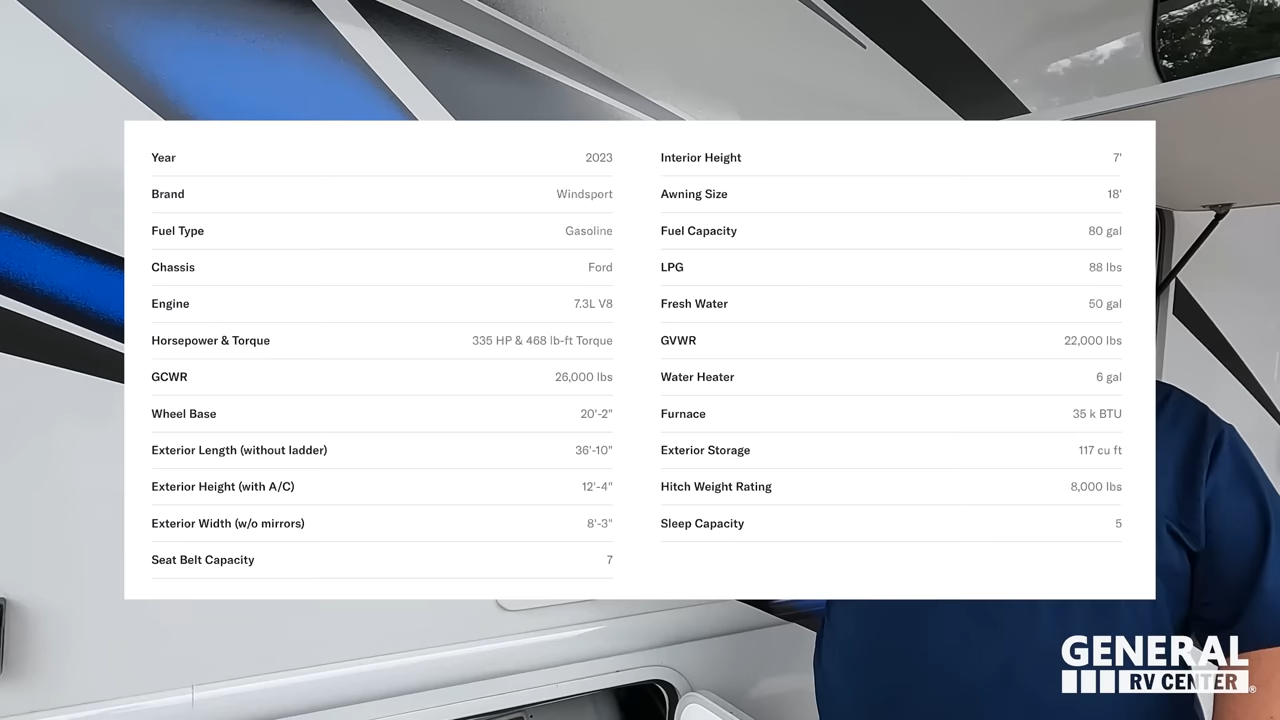 Year 2023
Brand Windsport
Fuel Type Gasoline
Chassis Ford
Engine 7.3L V8
Horsepower & Torque 335 HP & 468 lb-ft Torque
GCWR 26,000 lbs
Wheel Base 20'-2"
Exterior Length (without ladder) 36'-10"
Exterior Height (with A/C) 12'-4"
Exterior Width (w/o mirrors) 8'-3"
Seat Belt Capacity 7
Interior Height 7'
Awning Size 18'
Fuel Capacity 80 gal
LPG 88 lbs
Fresh Water 50 gal
GVWR 22,000 lbs
Water Heater 6 gal
Furnace 35 k BTU
Exterior Storage 117 cu ft
Hitch Weight Rating 8,000 lbs
Sleep Capacity 5
GENERAL
RV CENTER®